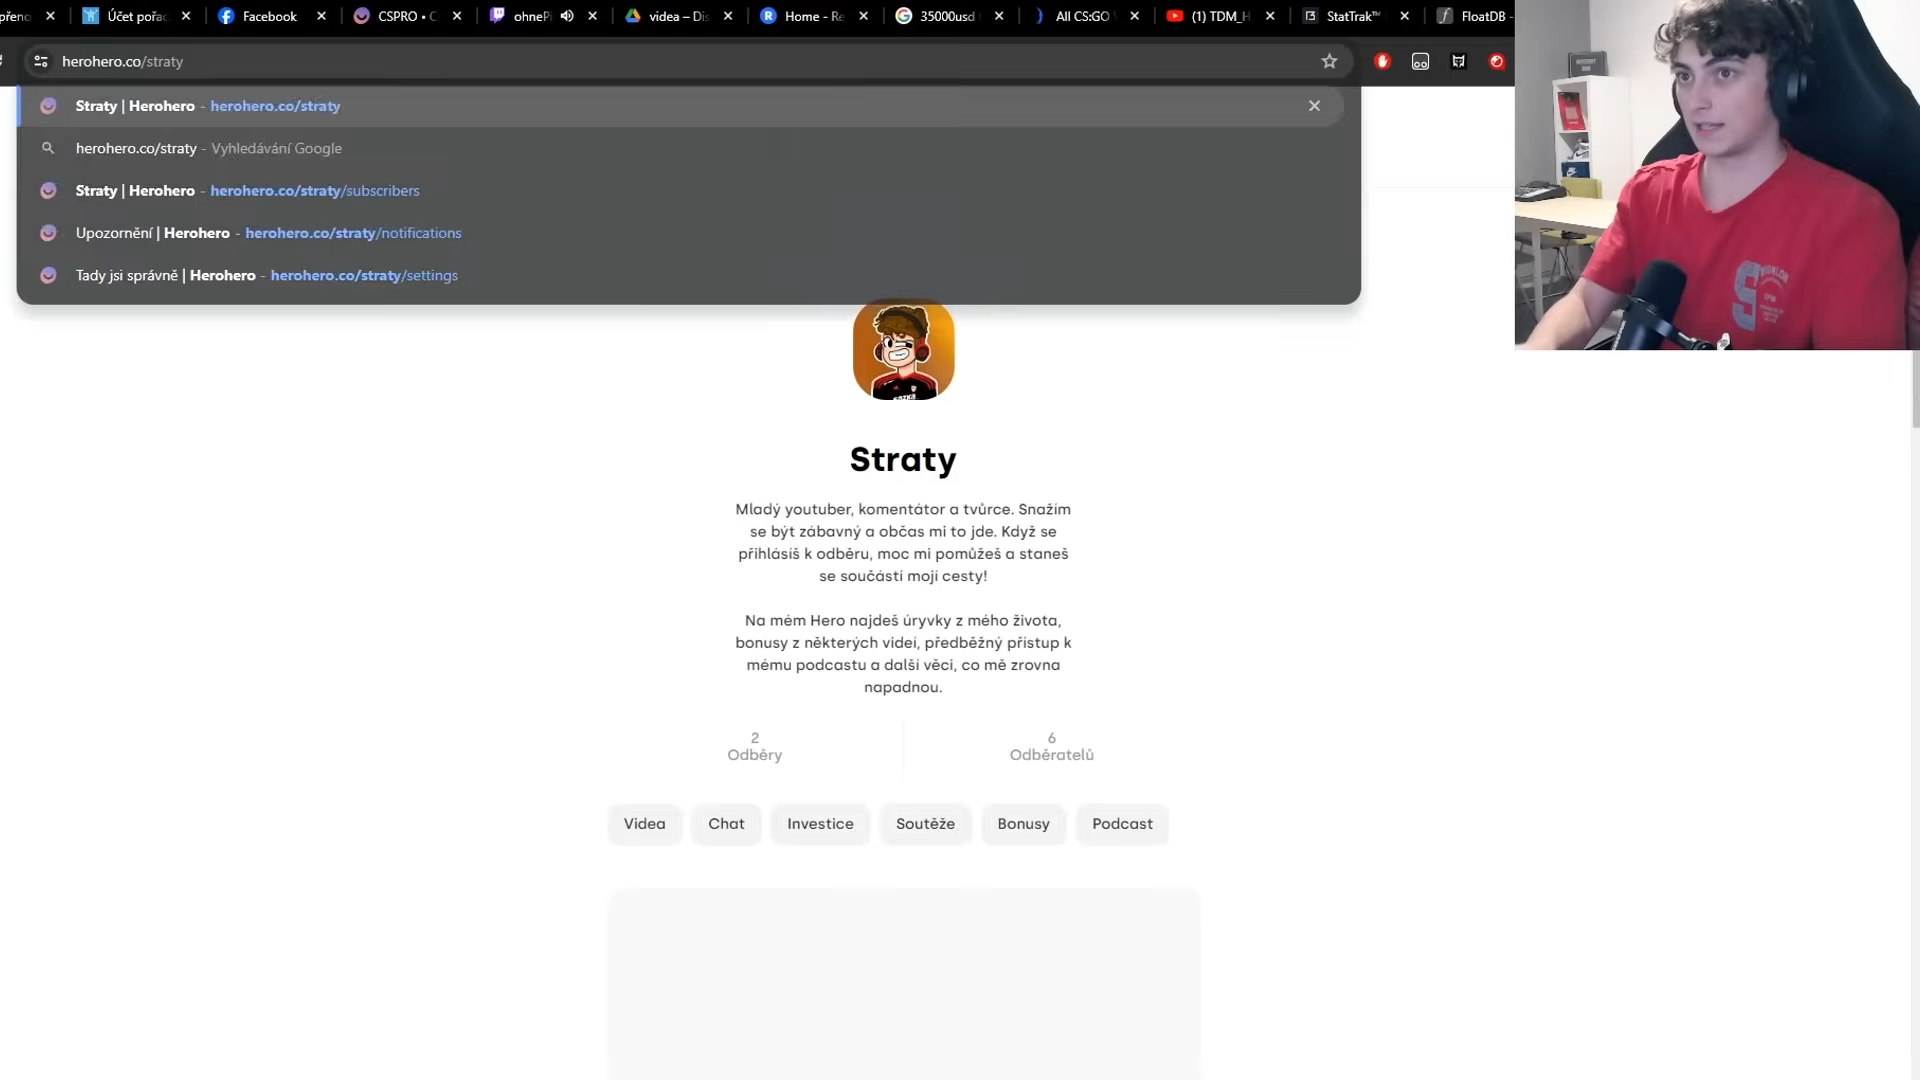 přeno
Účet pořad
Facebook
CSPRO • C
ohnePi
videa – Dis
Home - Re
35000usd
All CS:GO
(1) TDM_H
StatTrak™
FloatDB -
herohero.co/straty
Straty | Herohero - herohero.co/straty
herohero.co/straty - Vyhledávání Google
Straty | Herohero - herohero.co/straty/subscribers
Upozornění | Herohero - herohero.co/straty/notifications
Tady jsi správně | Herohero - herohero.co/straty/settings
Straty
Mladý youtuber, komentátor a tvůrce. Snažím
se být zábavný a občas mi to jde. Když se
přihlásíš k odběru, moc mi pomůžeš a staneš
se součástí mojí cesty!
Na mém Hero najdeš úryvky z mého života,
bonusy z některých videí, předběžný přístup k
mému podcastu a další věci, co mě zrovna
napadnou.
2
Odběry
6
Odběratelů
Videa
Chat
Investice
Soutěže
Bonusy
Podcast